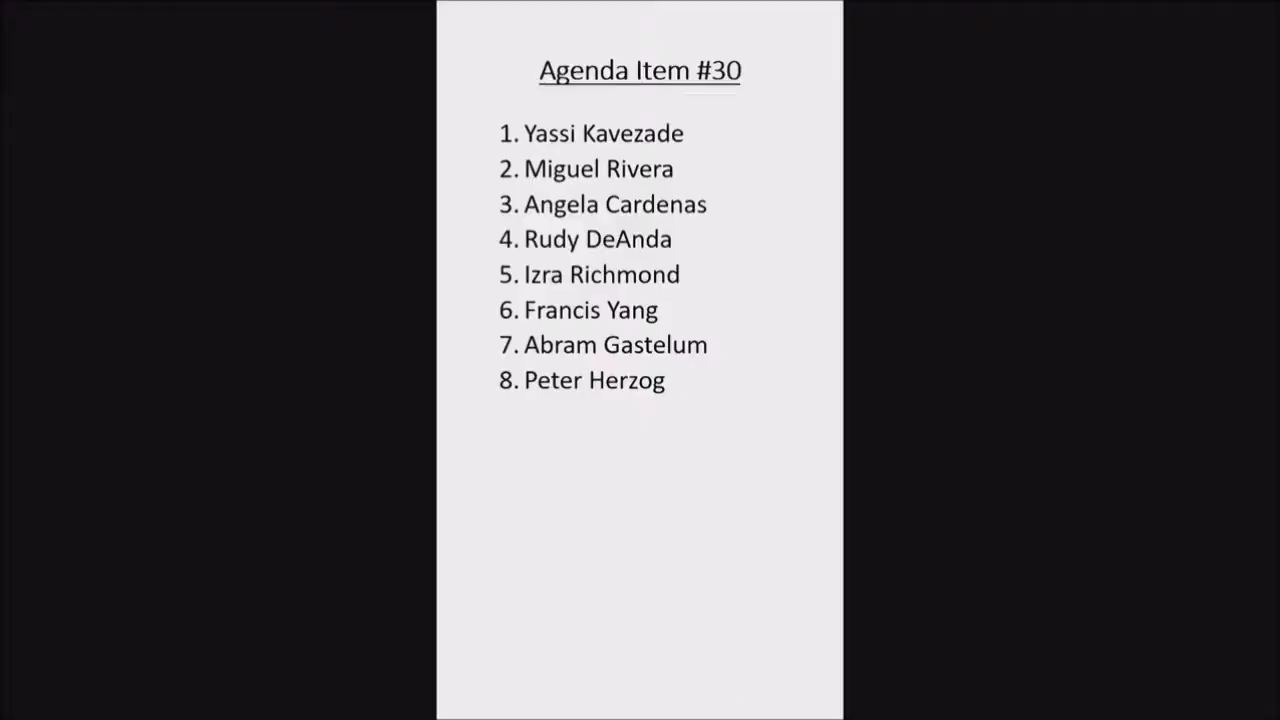 Agenda Item #30
1. Yassi Kavezade
2. Miguel Rivera
3. Angela Cardenas
4. Rudy DeAnda
5. Izra Richmond
6. Francis Yang
7. Abram Gastelum
8. Peter Herzog